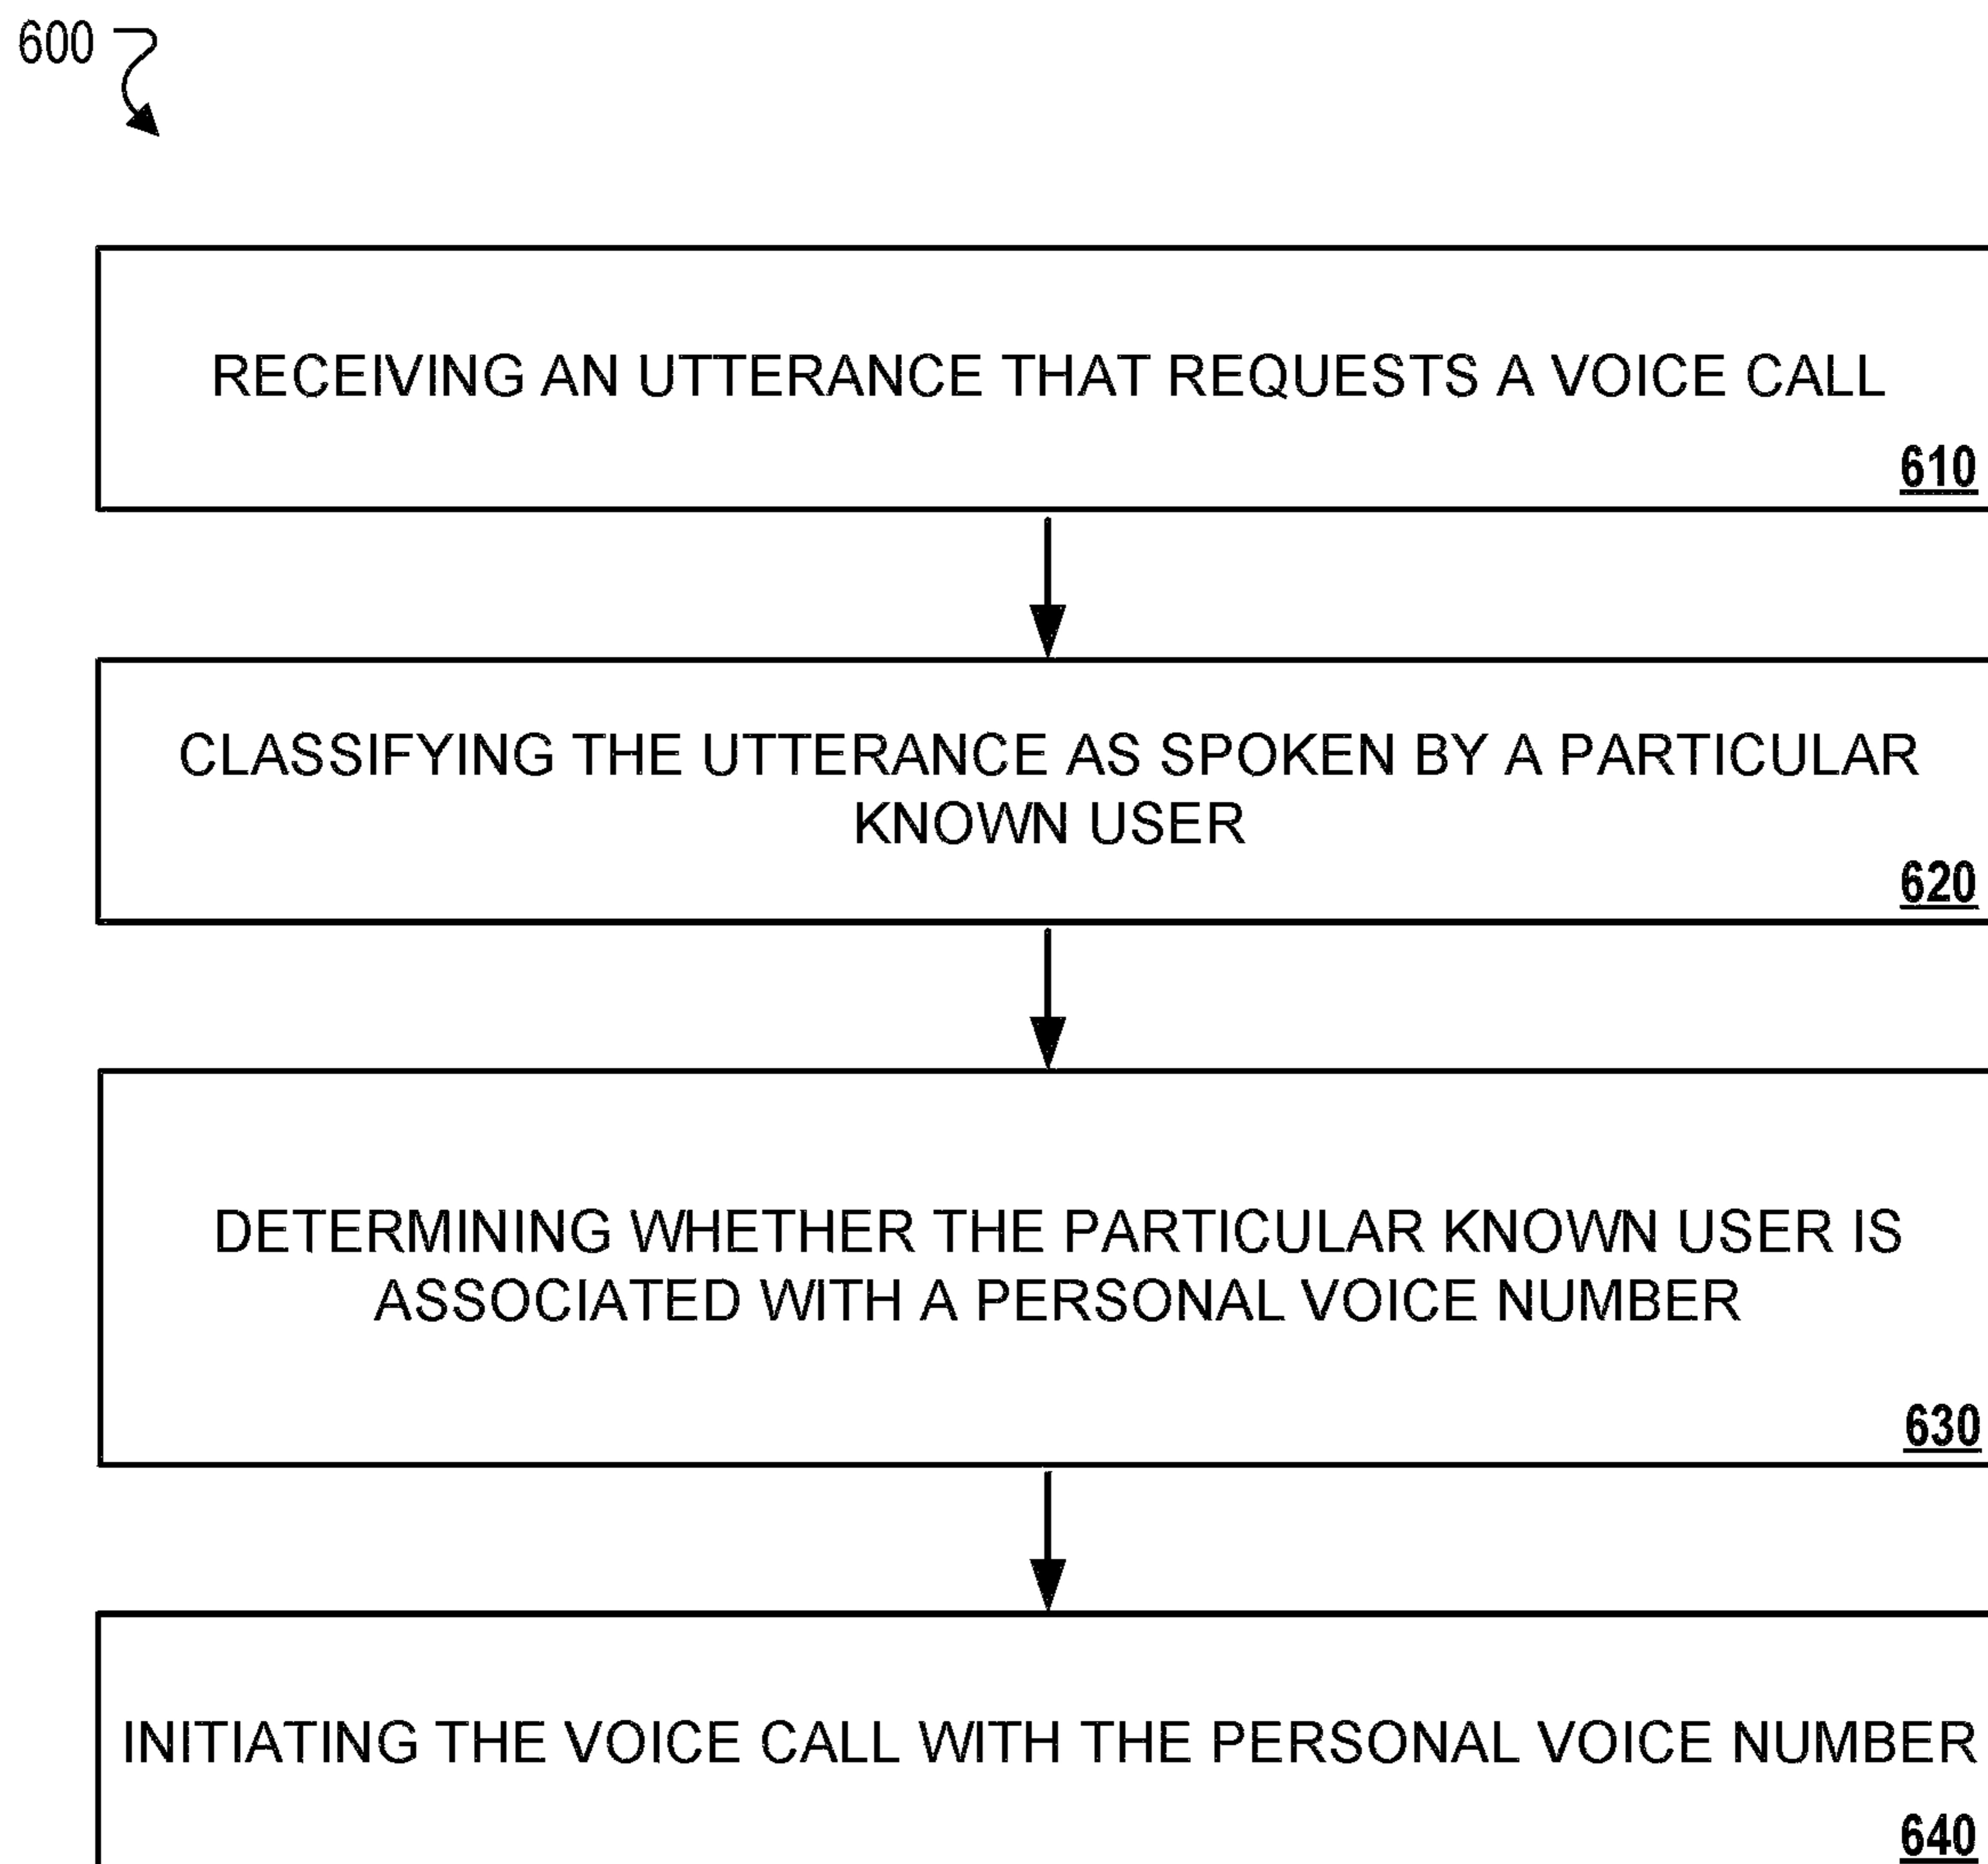 600
RECEIVING AN UTTERANCE THAT REQUESTS A VOICE CALL
610
CLASSIFYING THE UTTERANCE AS SPOKEN BY A PARTICULAR
KNOWN USER
620
DETERMINING WHETHER THE PARTICULAR KNOWN USER IS
ASSOCIATED WITH A PERSONAL VOICE NUMBER
630
INITIATING THE VOICE CALL WITH THE PERSONAL VOICE NUMBER
640